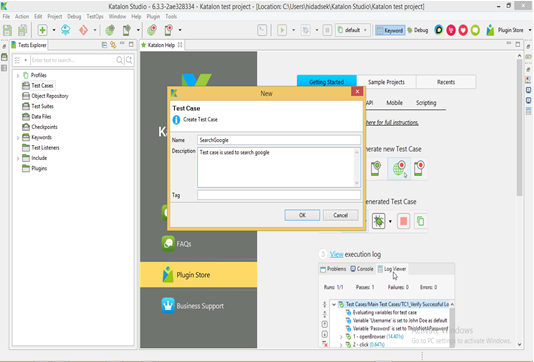 Katalon Studio - 6.3.3-2ae328334 - Katalon test project - [Location: C:\Users\hidadsek\Katalon Studio\Katalon test project]
File Action Edit Project Debug TestOps Window Help Tools Plugins
default
Keyword
Debug
Plugin Store
Tests Explorer
Katalon Help
Enter text to search...
Profiles
Test Cases
Object Repository
Test Suites
Data Files
Checkpoints
Keywords
Test Listeners
Include
Plugins
Getting Started
Sample Projects
Recents
API
Mobile
Scripting
here for full instructions.
New
Test Case
Create Test Case
Name
SearchGoogle
Description
Test case is used to search google
Tag
OK
Cancel
Ka
nerate new Test Case
enerated Test Case
FAQs
Plugin Store
Business Support
View execution log
Problems
Console
Log Viewer
Runs: 1/1
Passes: 1
Failures: 0
Errors: 0
Test Cases/Main Test Cases/TC1_Verify Successful Lo
Evaluating variables for test case
Variable 'Username' is set to John Doe as default
Variable 'Password' is set to ThisIsNotAPassword
1 - openBrowser (14.401s)
2 - click (0.647s)
Activate Windows
Go to PC settings to activate Windows.